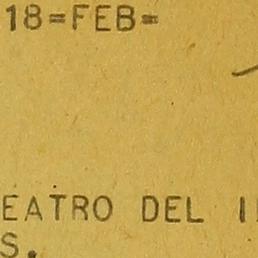 18=FEB=
EATRO DEL I
S.